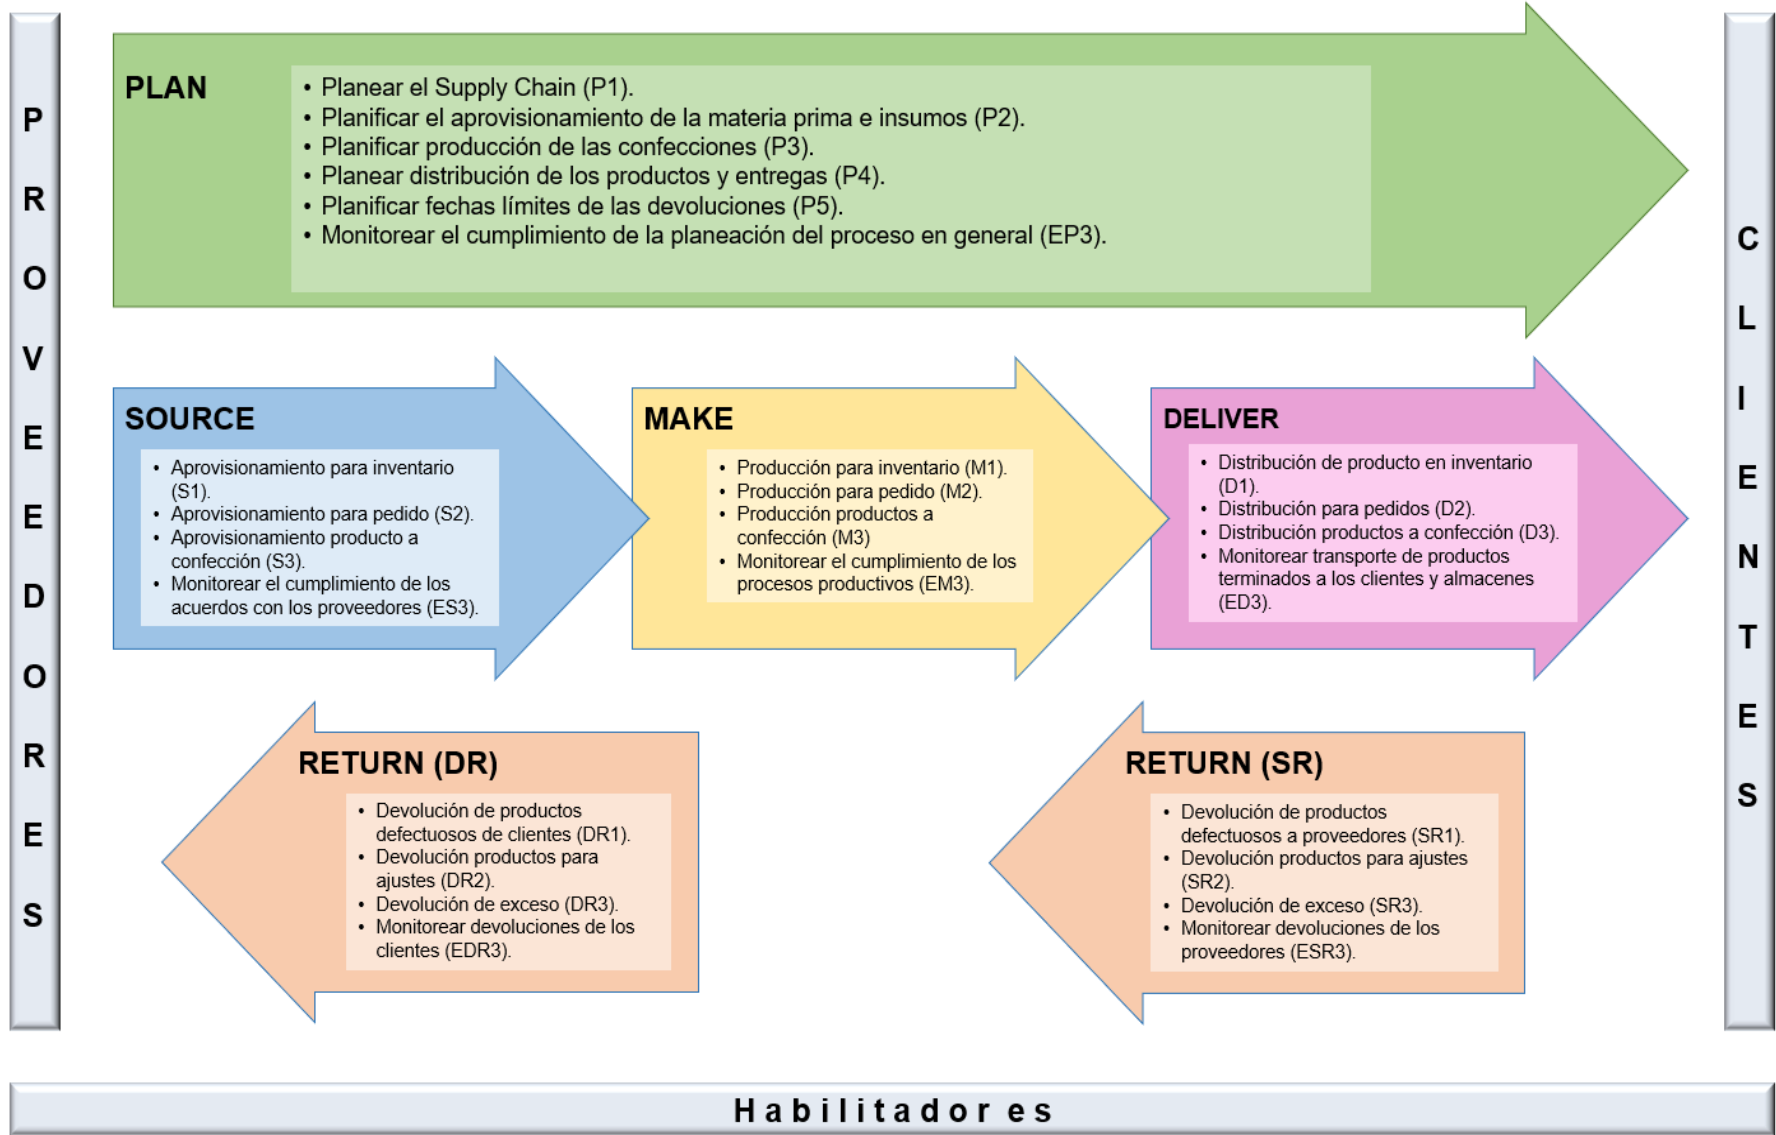 PROVEEDORES
PLAN
• Planear el Supply Chain (P1).
• Planificar el aprovisionamiento de la materia prima e insumos (P2).
• Planificar producción de las confecciones (P3).
• Planear distribución de los productos y entregas (P4).
• Planificar fechas límites de las devoluciones (P5).
• Monitorear el cumplimiento de la planeación del proceso en general (EP3).
SOURCE
• Aprovisionamiento para inventario
(S1).
• Aprovisionamiento para pedido (S2).
• Aprovisionamiento producto a
confección (S3).
• Monitorear el cumplimiento de los
acuerdos con los proveedores (ES3).
MAKE
• Producción para inventario (M1).
• Producción para pedido (M2).
• Producción productos a
confección (M3)
• Monitorear el cumplimiento de los
procesos productivos (EM3).
DELIVER
• Distribución de producto en inventario
(D1).
• Distribución para pedidos (D2).
• Distribución productos a confección (D3).
• Monitorear transporte de productos
terminados a los clientes y almacenes
(ED3).
RETURN (DR)
• Devolución de productos
defectuosos de clientes (DR1).
• Devolución productos para
ajustes (DR2).
• Devolución de exceso (DR3).
• Monitorear devoluciones de los
clientes (EDR3).
RETURN (SR)
• Devolución de productos
defectuosos a proveedores (SR1).
• Devolución productos para ajustes
(SR2).
• Devolución de exceso (SR3).
• Monitorear devoluciones de los
proveedores (ESR3).
CLIENTES
Habilitadores